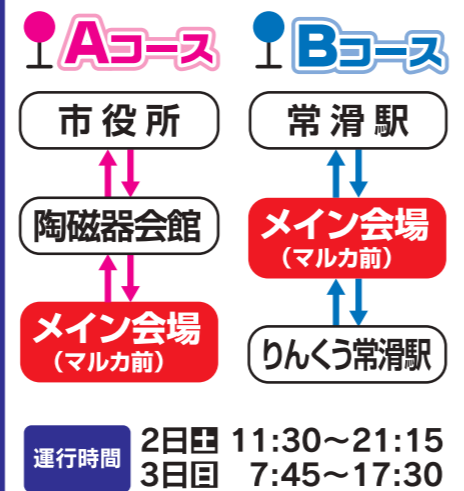 Aコース
市役所
陶磁器会館
メイン会場
(マルカ前)
Bコース
常滑駅
メイン会場
(マルカ前)
りんくう常滑駅
運行時間
2日土 11:30～21:15
3日日 7:45～17:30